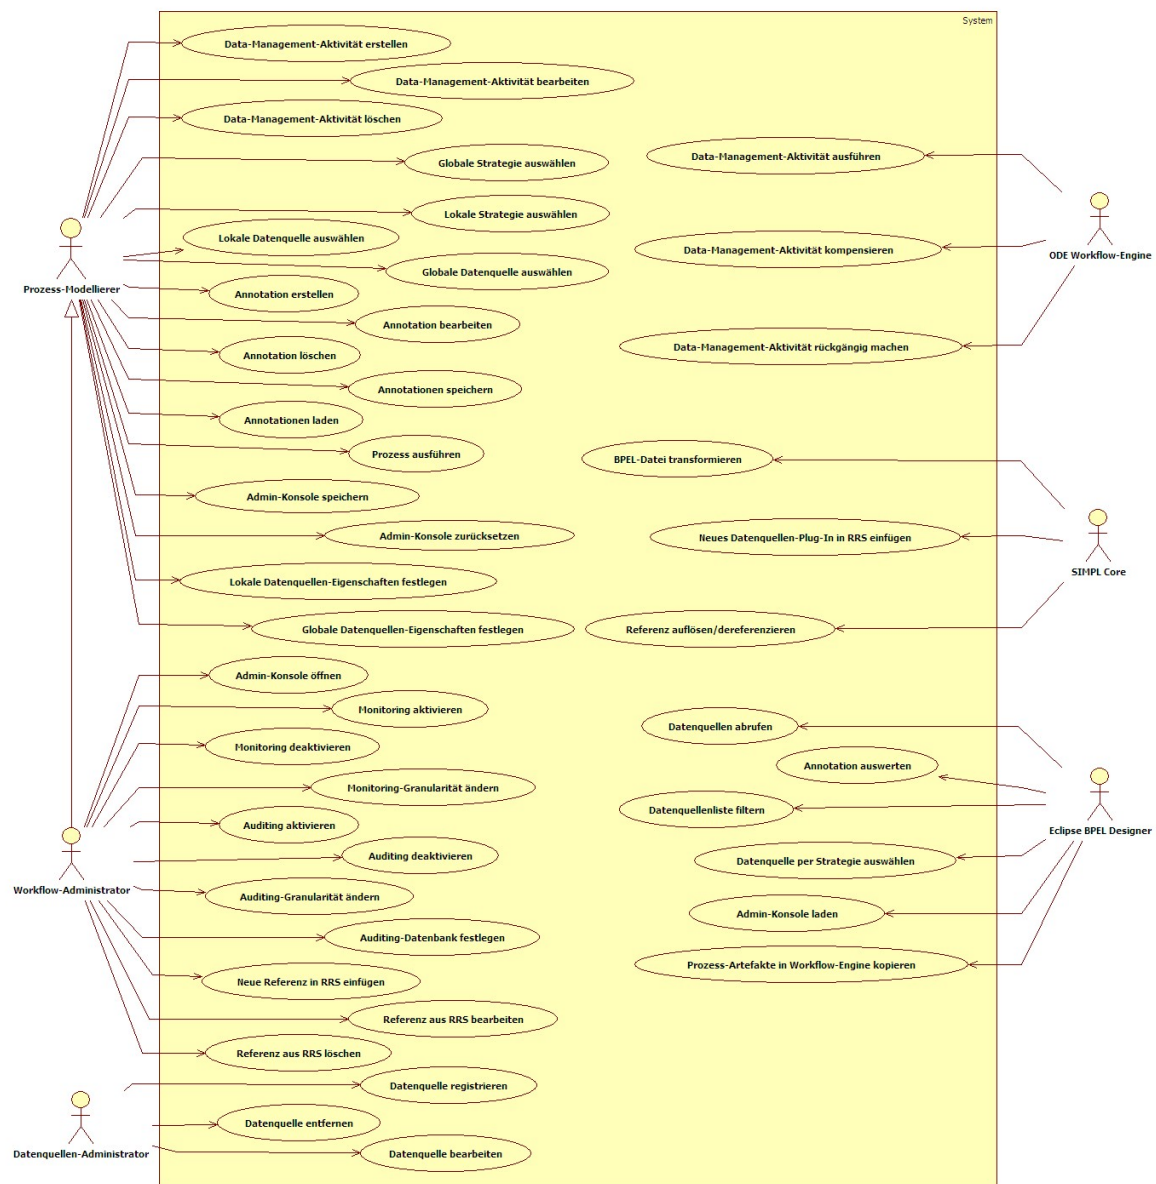 System
Data-Management-Aktivität erstellen
Data-Management-Aktivität bearbeiten
Data-Management-Aktivität löschen
Globale Strategie auswählen
Lokale Strategie auswählen
Lokale Datenquelle auswählen
Globale Datenquelle auswählen
Prozess-Modellierer
Annotation erstellen
Annotation bearbeiten
Annotation löschen
Annotationen speichern
Annotationen laden
Prozess ausführen
Admin-Konsole speichern
Admin-Konsole zurücksetzen
Lokale Datenquellen-Eigenschaften festlegen
Globale Datenquellen-Eigenschaften festlegen
Admin-Konsole öffnen
Monitoring aktivieren
Monitoring deaktivieren
Monitoring-Granularität ändern
Auditing aktivieren
Auditing deaktivieren
Workflow-Administrator
Auditing-Granularität ändern
Auditing-Datenbank festlegen
Neue Referenz in RRS einfügen
Referenz aus RRS bearbeiten
Referenz aus RRS löschen
Datenquelle registrieren
Datenquelle entfernen
Datenquellen-Administrator
Datenquelle bearbeiten
Data-Management-Aktivität ausführen
Data-Management-Aktivität kompensieren
ODE Workflow-Engine
Data-Management-Aktivität rückgängig machen
BPEL-Datei transformieren
Neues Datenquellen-Plug-In in RRS einfügen
SIMPL Core
Referenz auflösen/dereferenzieren
Datenquellen abrufen
Annotation auswerten
Datenquellenliste filtern
Eclipse BPEL Designer
Datenquelle per Strategie auswählen
Admin-Konsole laden
Prozess-Artefakte in Workflow-Engine kopieren